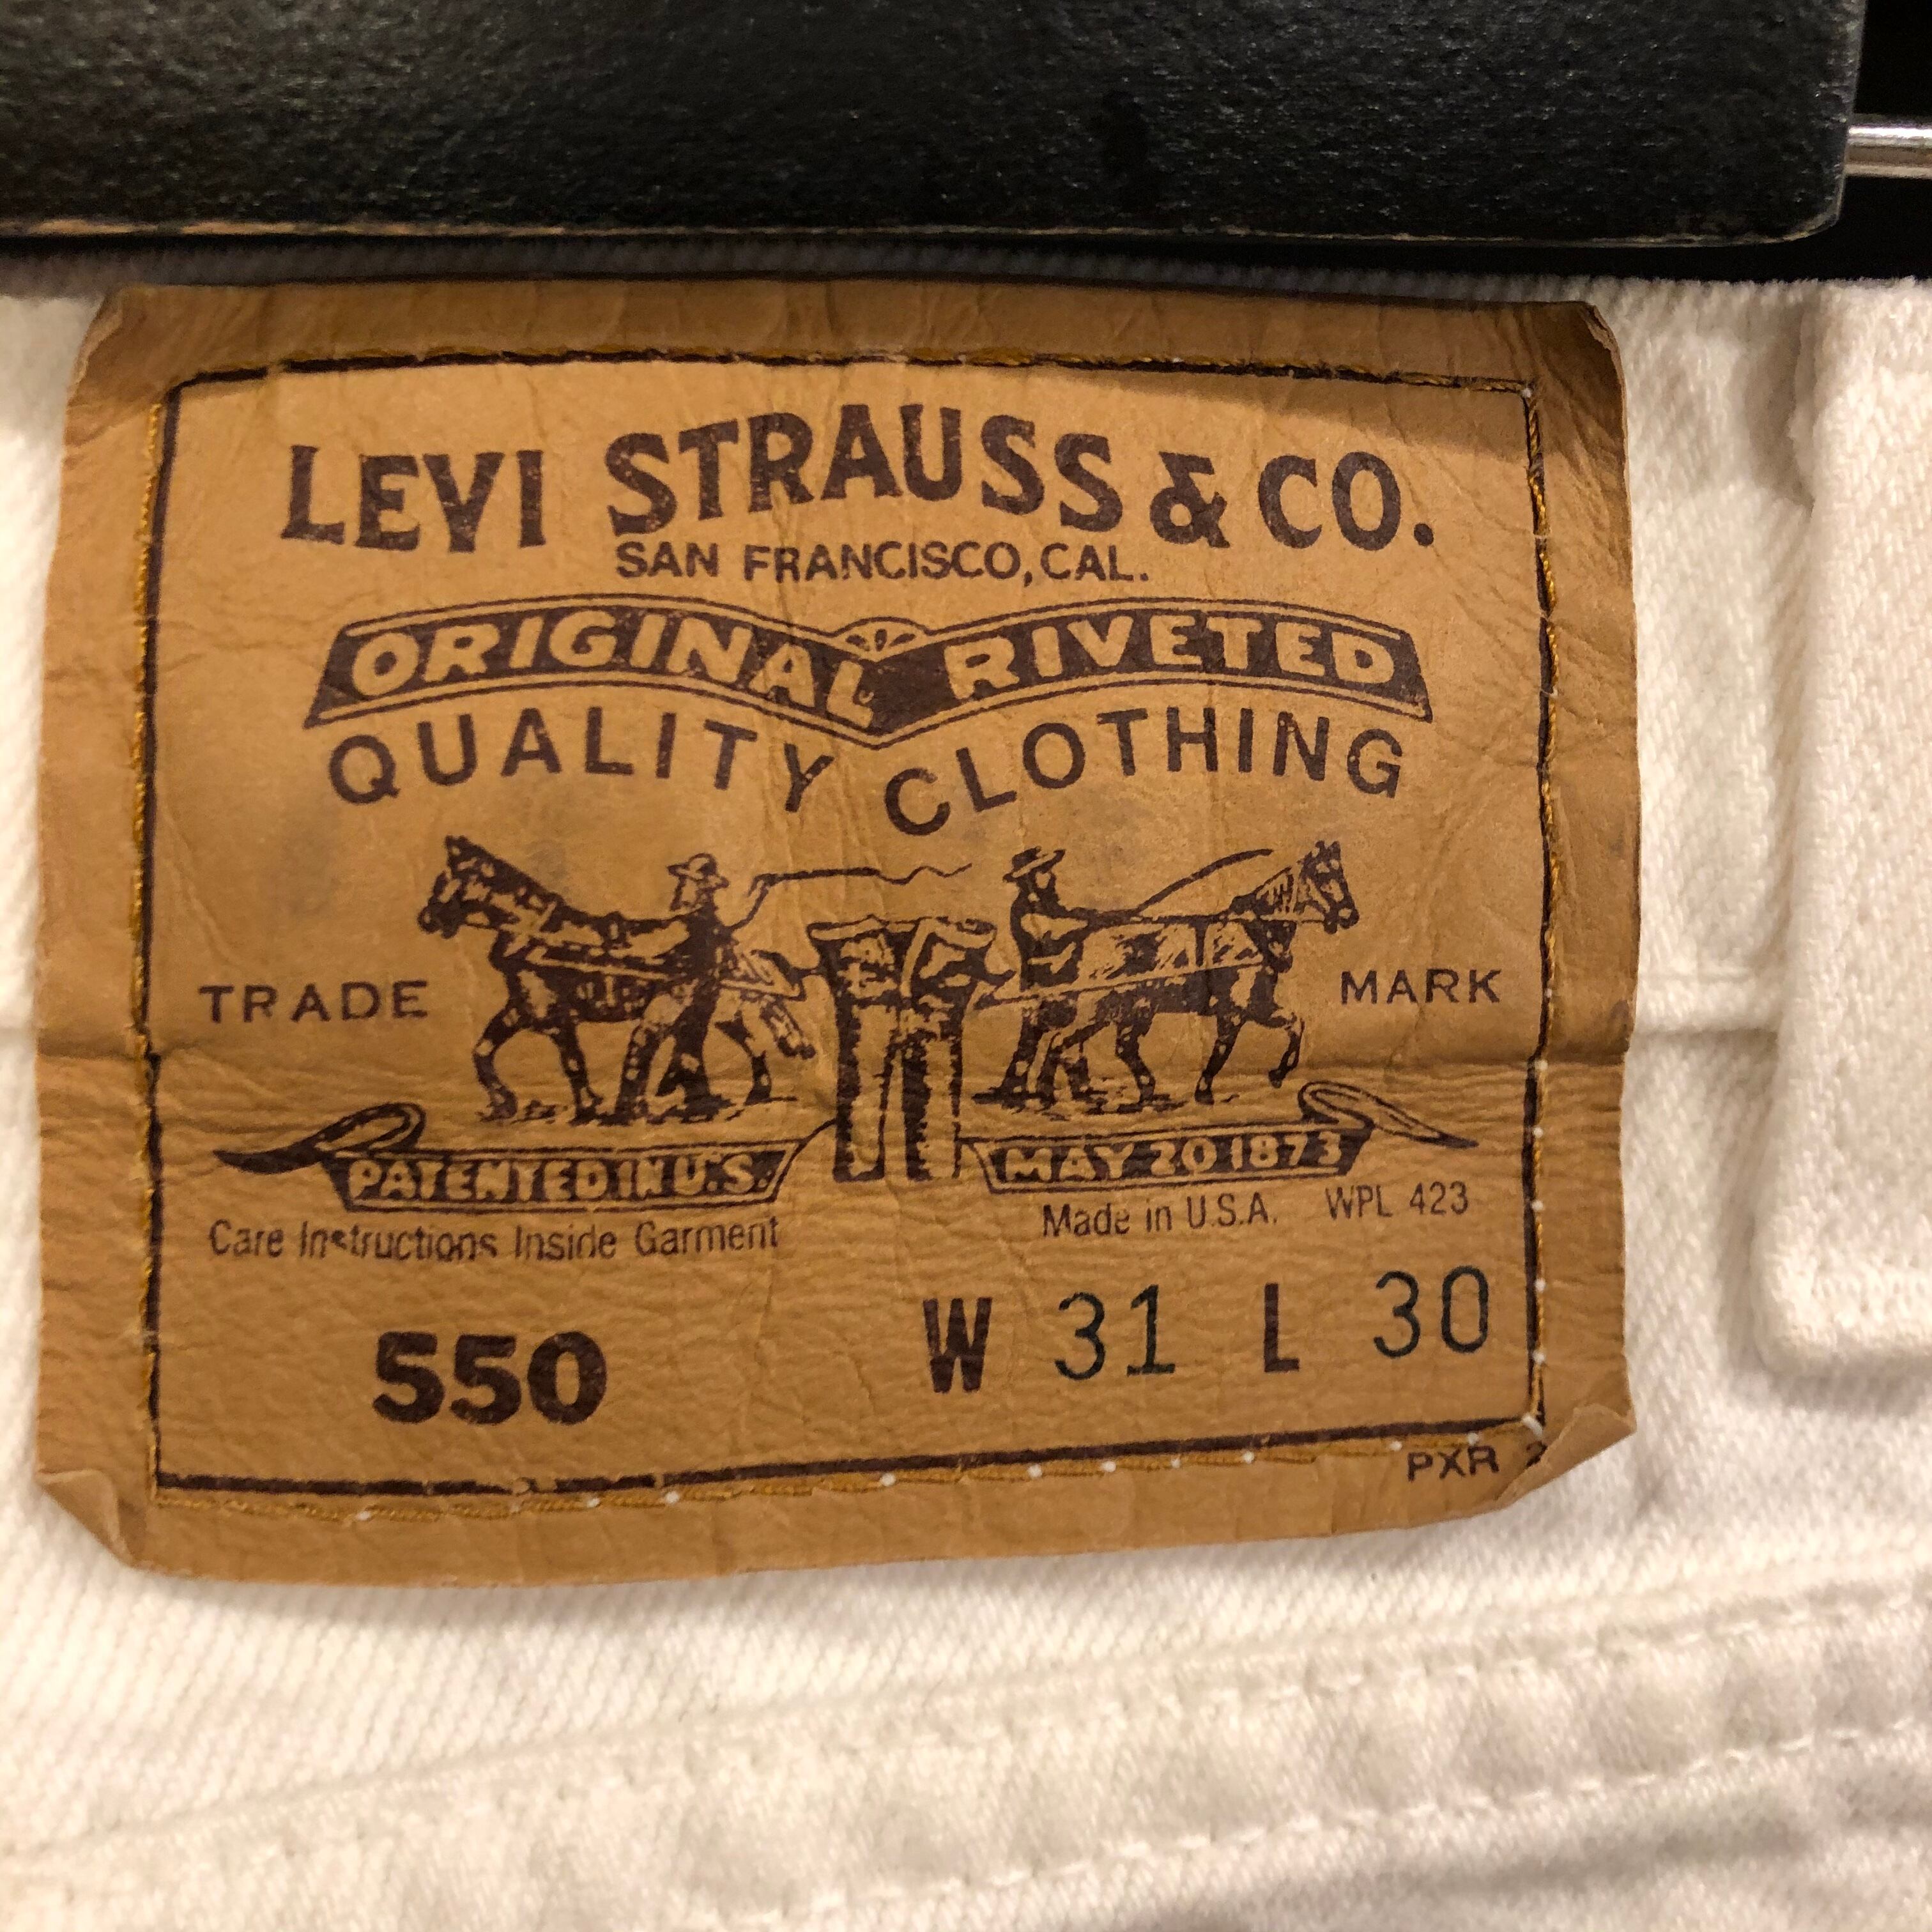 LEVI STRAUSS & CO.
SAN FRANCISCO, CAL.
ORIGINAL RIVETED
QUALITY CLOTHING
TRADE MARK
PATENTED IN U.S. MAY 20 1873
Care Instructions Inside Garment Made in U.S.A. WPL 423
550 W 31 L 30
PXR